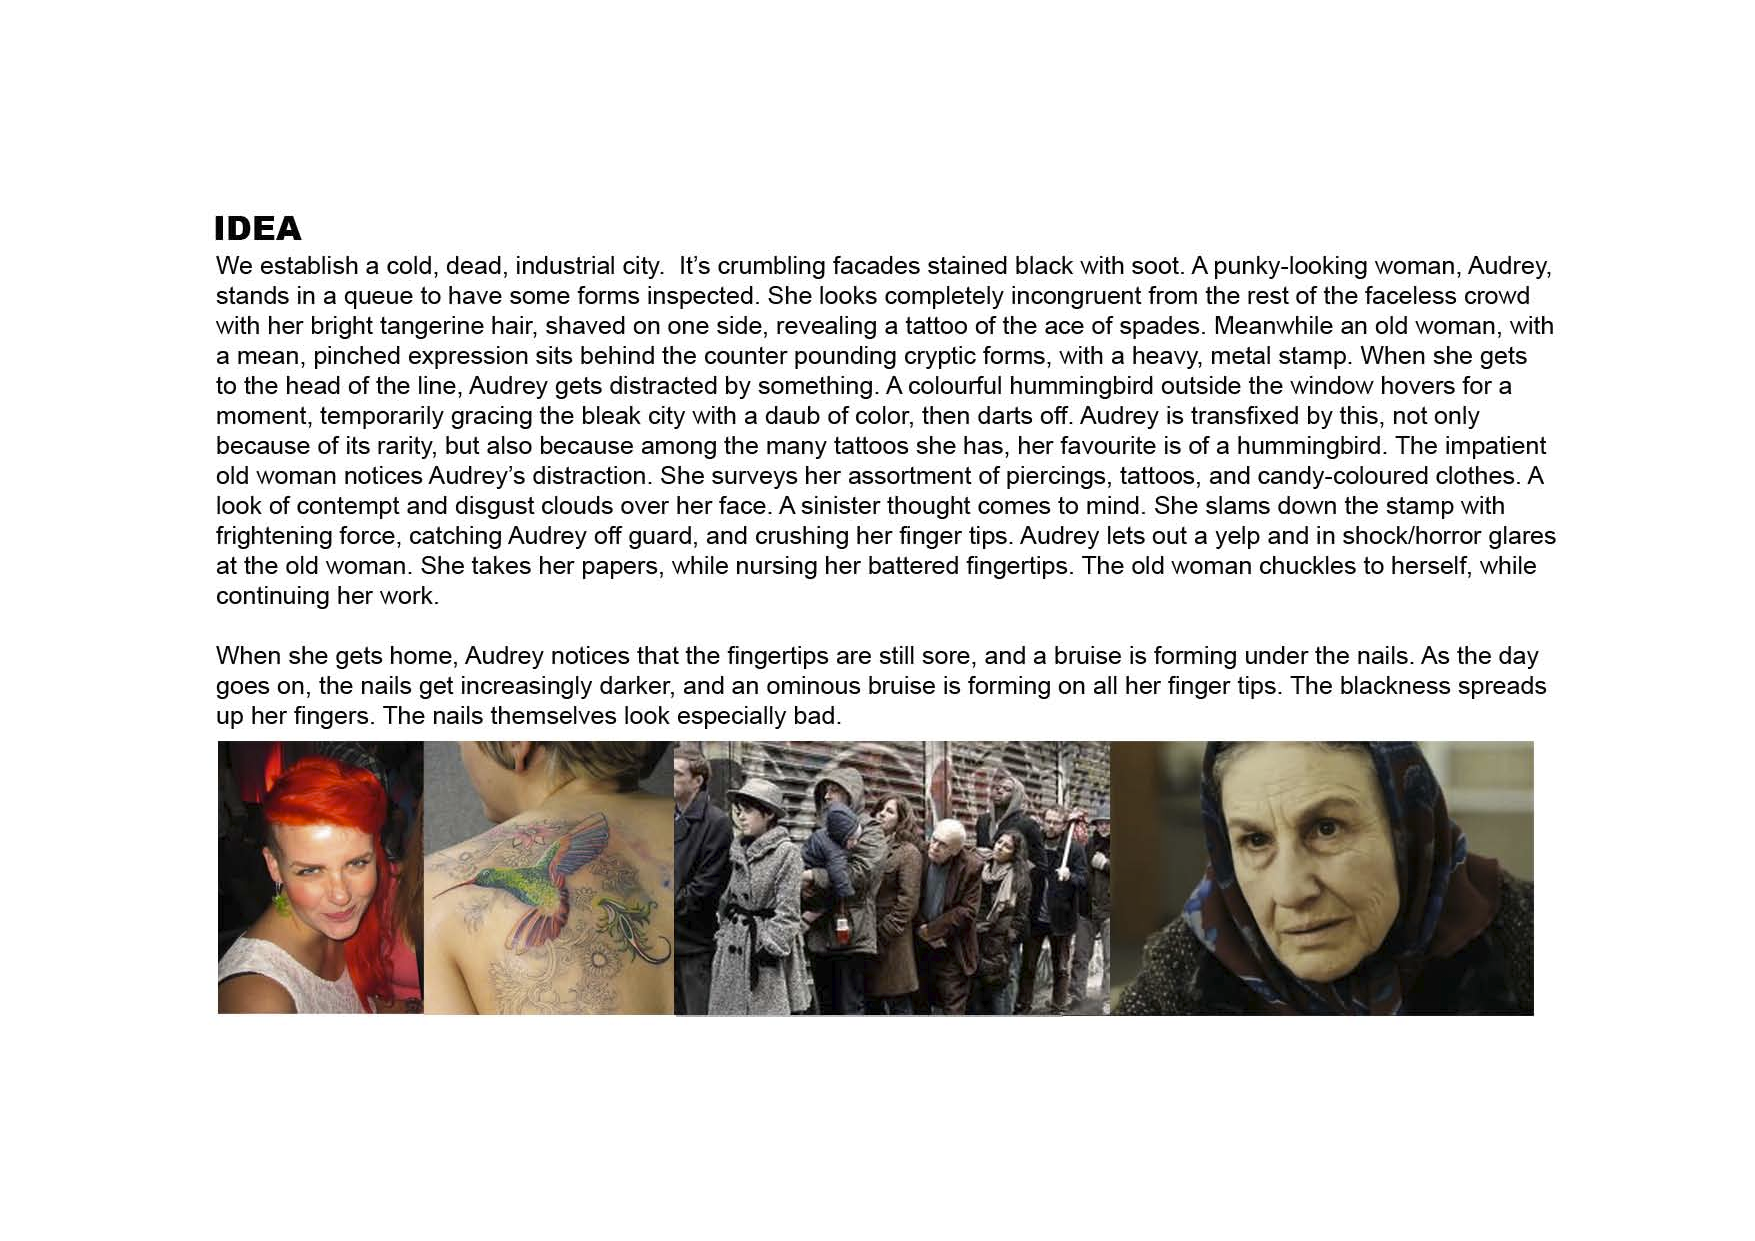 IDEA
We establish a cold, dead, industrial city.  It’s crumbling facades stained black with soot. A punky-looking woman, Audrey,
stands in a queue to have some forms inspected. She looks completely incongruent from the rest of the faceless crowd
with her bright tangerine hair, shaved on one side, revealing a tattoo of the ace of spades. Meanwhile an old woman, with
a mean, pinched expression sits behind the counter pounding cryptic forms, with a heavy, metal stamp. When she gets
to the head of the line, Audrey gets distracted by something. A colourful hummingbird outside the window hovers for a
moment, temporarily gracing the bleak city with a daub of color, then darts off. Audrey is transfixed by this, not only
because of its rarity, but also because among the many tattoos she has, her favourite is of a hummingbird. The impatient
old woman notices Audrey’s distraction. She surveys her assortment of piercings, tattoos, and candy-coloured clothes. A
look of contempt and disgust clouds over her face. A sinister thought comes to mind. She slams down the stamp with
frightening force, catching Audrey off guard, and crushing her finger tips. Audrey lets out a yelp and in shock/horror glares
at the old woman. She takes her papers, while nursing her battered fingertips. The old woman chuckles to herself, while
continuing her work.
When she gets home, Audrey notices that the fingertips are still sore, and a bruise is forming under the nails. As the day
goes on, the nails get increasingly darker, and an ominous bruise is forming on all her finger tips. The blackness spreads
up her fingers. The nails themselves look especially bad.